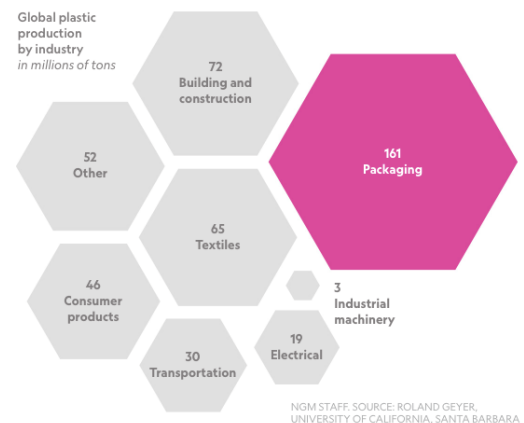 Global plastic
production
by industry
in millions of tons
72
Building and
construction
161
Packaging
52
Other
65
Textiles
46
Consumer
products
3
Industrial
machinery
19
Electrical
30
Transportation
NGM STAFF. SOURCE: ROLAND GEYER,
UNIVERSITY OF CALIFORNIA, SANTA BARBARA